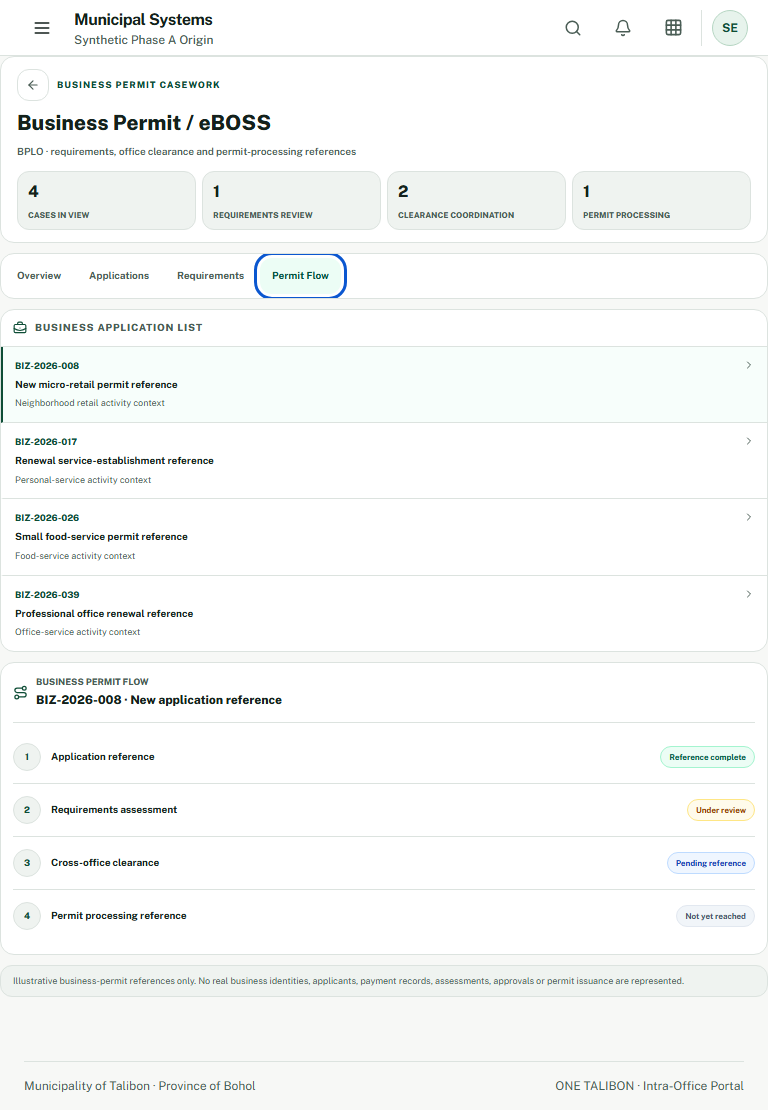 Municipal Systems
Synthetic Phase A Origin
SE
BUSINESS PERMIT CASEWORK
Business Permit / eBOSS
BPLO · requirements, office clearance and permit-processing references
4
CASES IN VIEW
1
REQUIREMENTS REVIEW
2
CLEARANCE COORDINATION
1
PERMIT PROCESSING
Overview
Applications
Requirements
Permit Flow
BUSINESS APPLICATION LIST
BIZ-2026-008
New micro-retail permit reference
Neighborhood retail activity context
BIZ-2026-017
Renewal service-establishment reference
Personal-service activity context
BIZ-2026-026
Small food-service permit reference
Food-service activity context
BIZ-2026-039
Professional office renewal reference
Office-service activity context
BUSINESS PERMIT FLOW
BIZ-2026-008 · New application reference
1 Application reference Reference complete
2 Requirements assessment Under review
3 Cross-office clearance Pending reference
4 Permit processing reference Not yet reached
Illustrative business-permit references only. No real business identities, applicants, payment records, assessments, approvals or permit issuance are represented.
Municipality of Talibon · Province of Bohol
ONE TALIBON · Intra-Office Portal